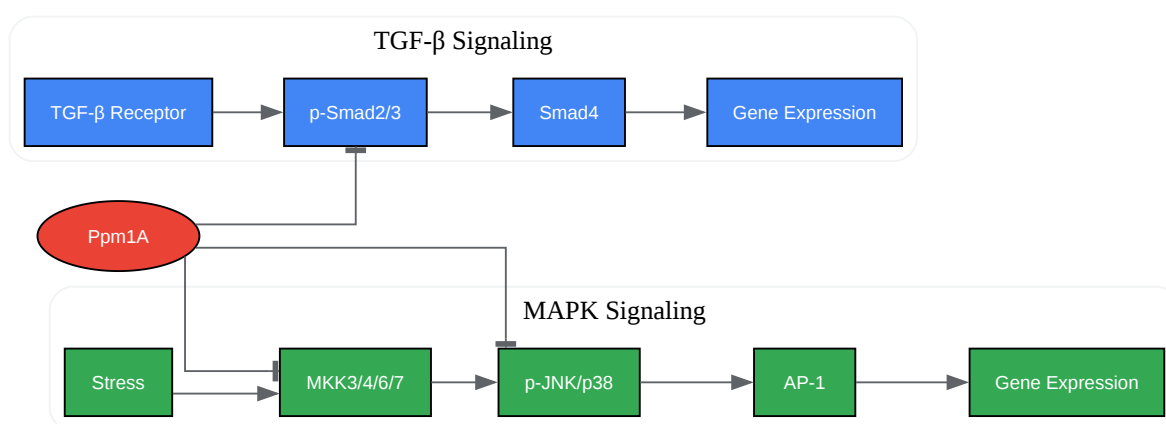 TGF-β Signaling
TGF-β Receptor
p-Smad2/3
Smad4
Gene Expression
Ppm1A
MAPK Signaling
Stress
MKK3/4/6/7
p-JNK/p38
AP-1
Gene Expression